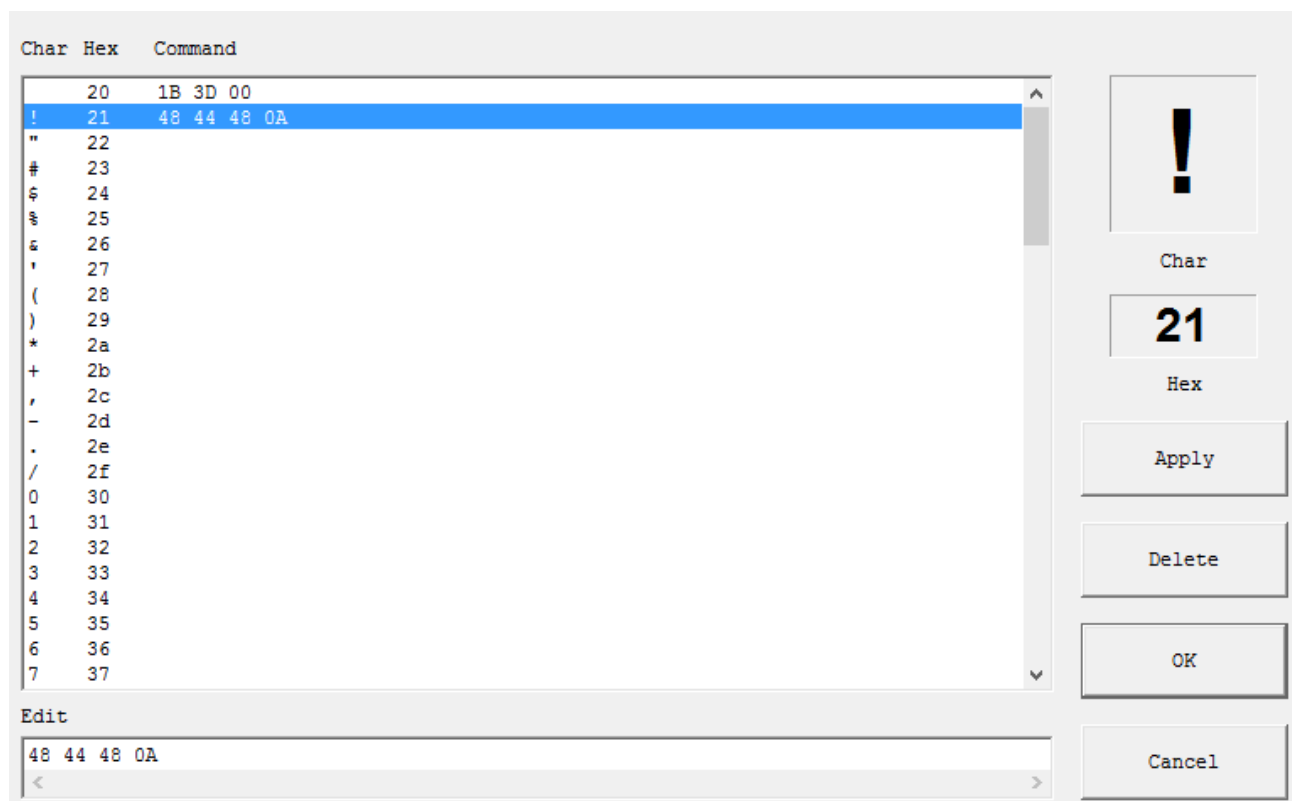 Char Hex Command
20 1B 3D 00
! 21 48 44 48 0A
" 22
# 23
$ 24
% 25
& 26
' 27
( 28
) 29
* 2a
+ 2b
, 2c
- 2d
. 2e
/ 2f
0 30
1 31
2 32
3 33
4 34
5 35
6 36
7 37
Edit
48 44 48 0A
!
Char
21
Hex
Apply
Delete
OK
Cancel